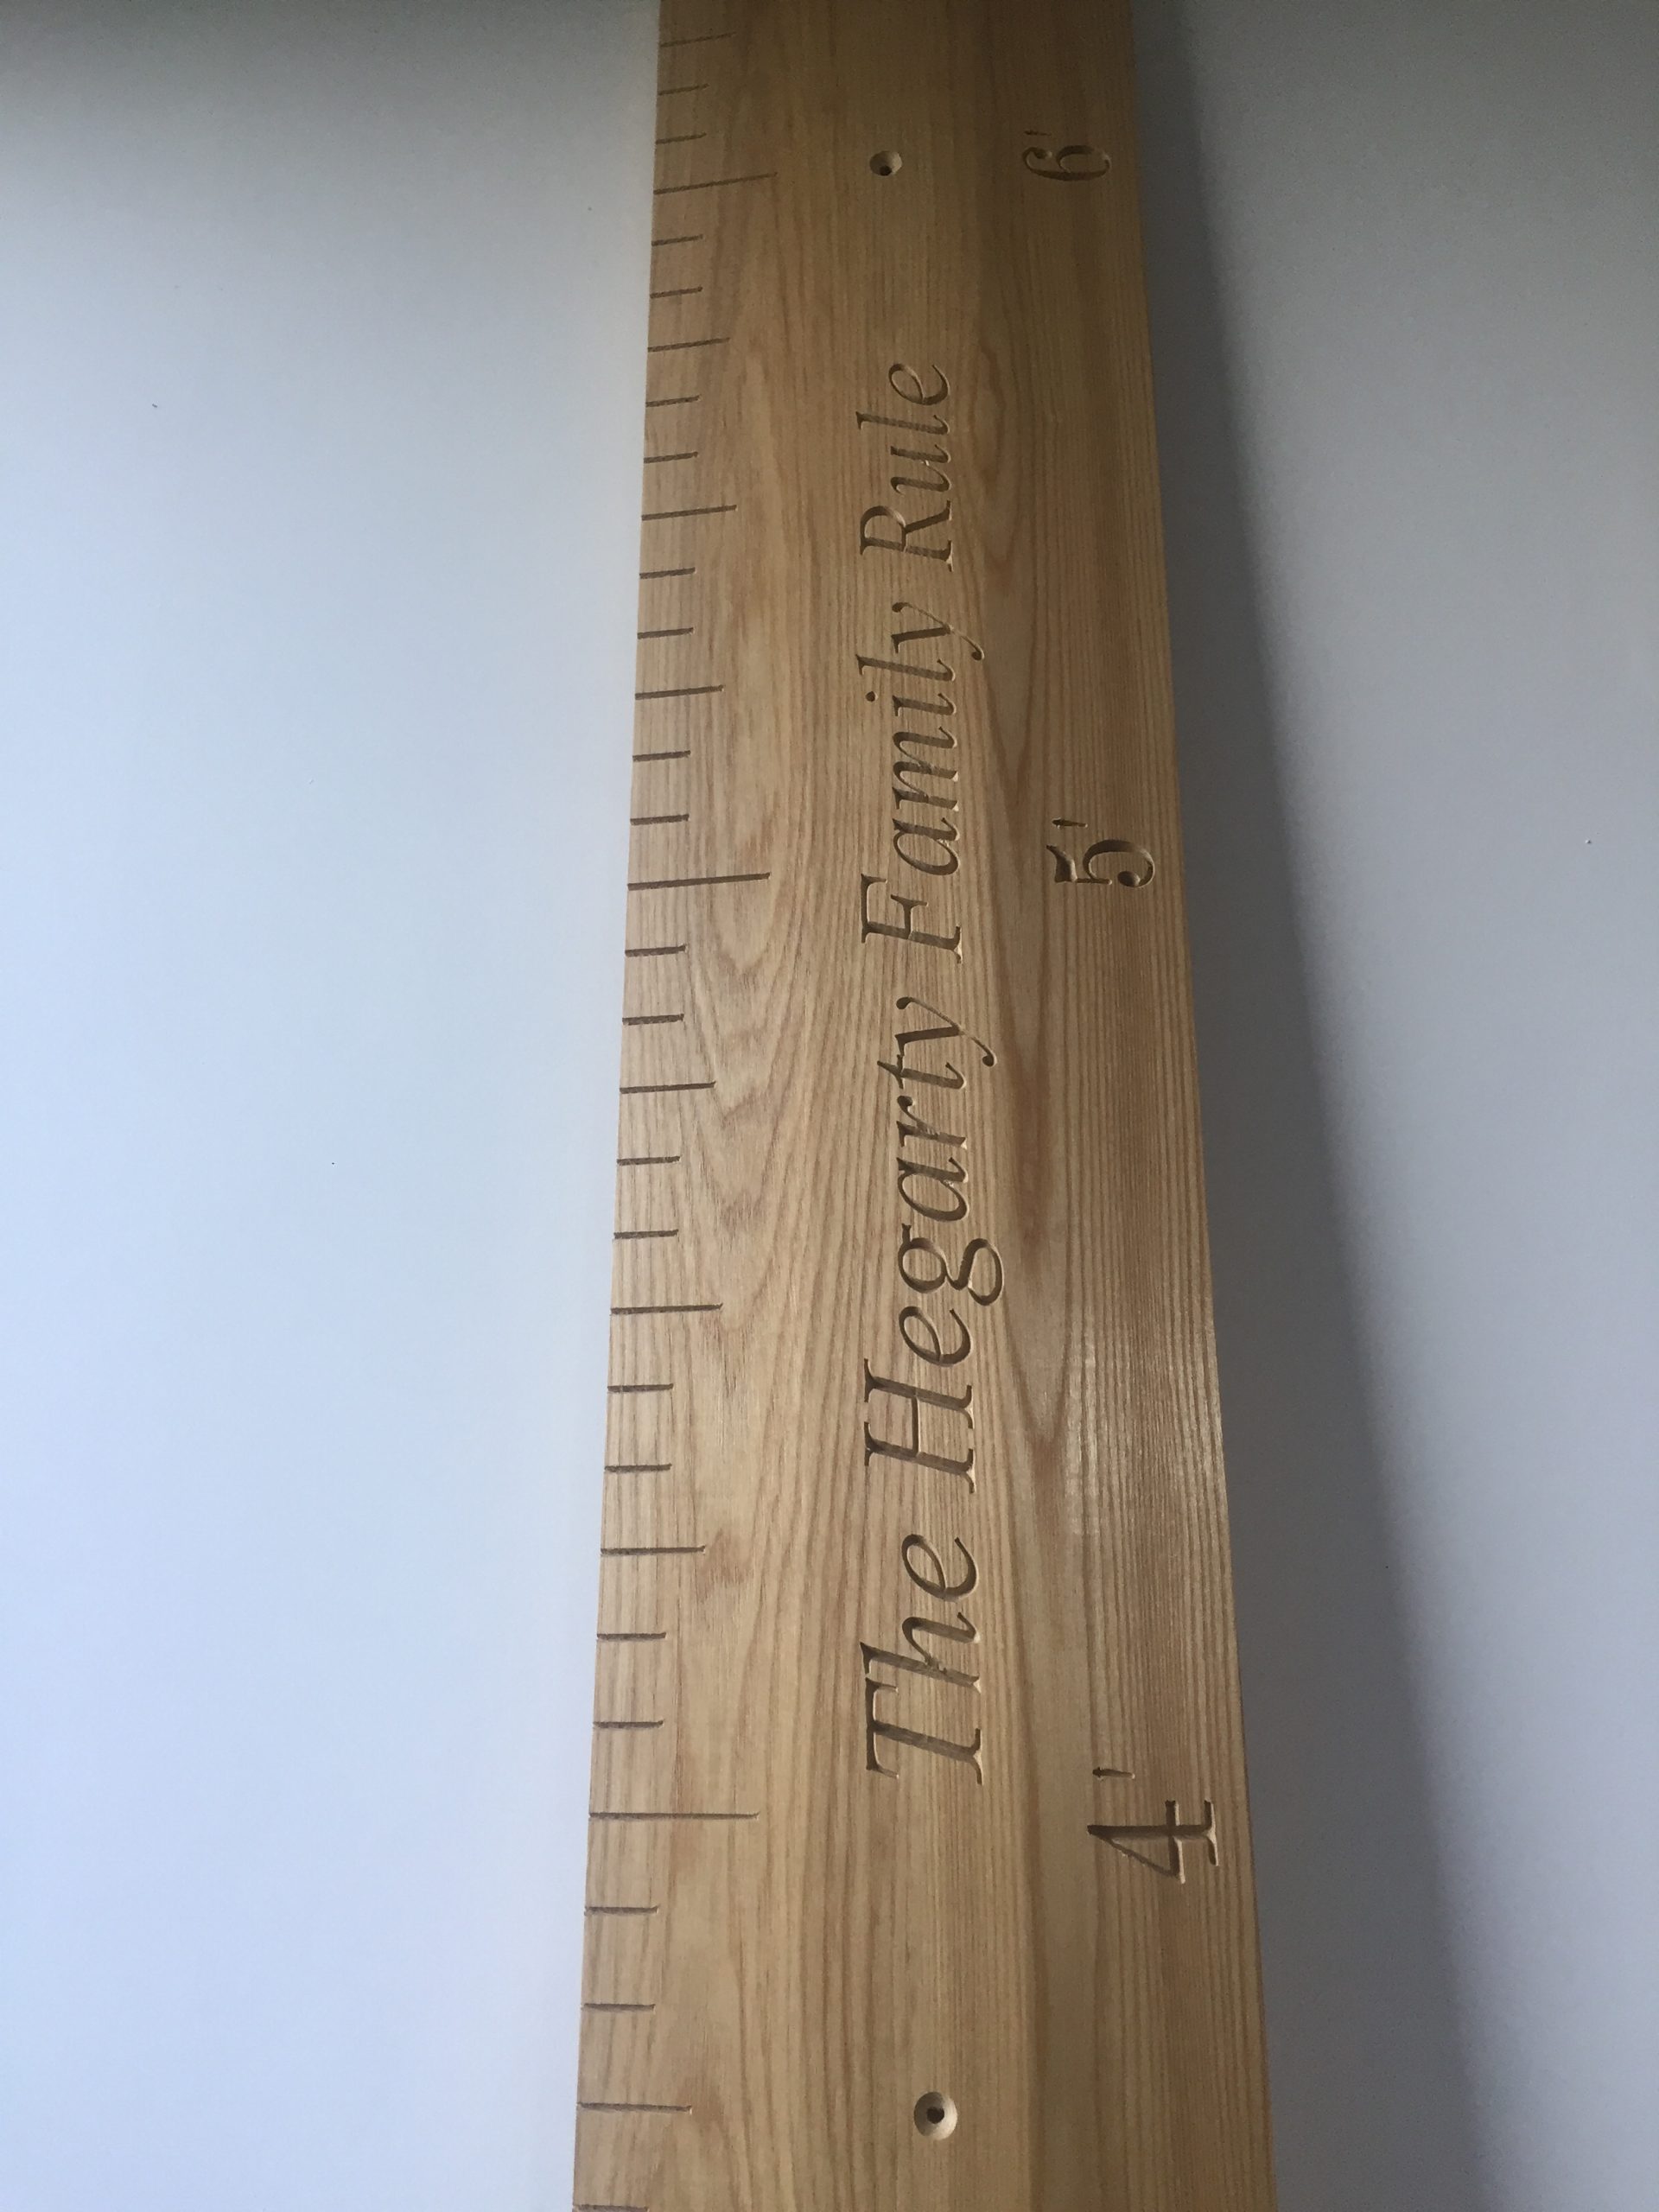 The Hegarty Family Rule
6'
5'
4'